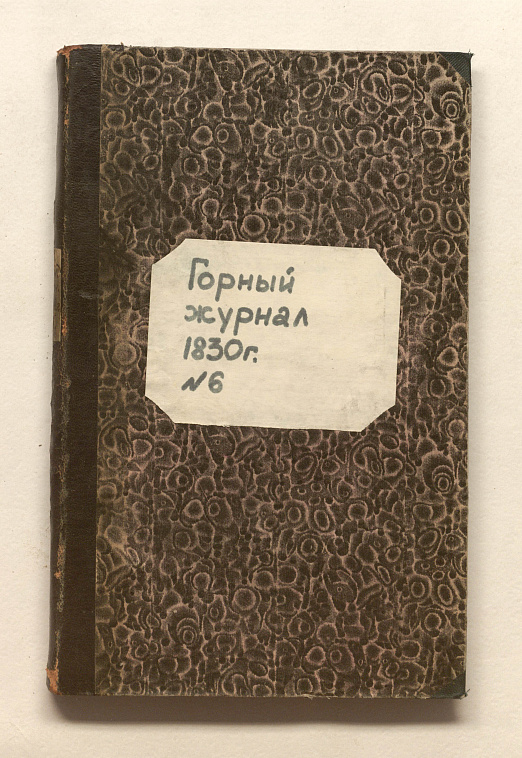 Горный
журнал
1830г.
№6